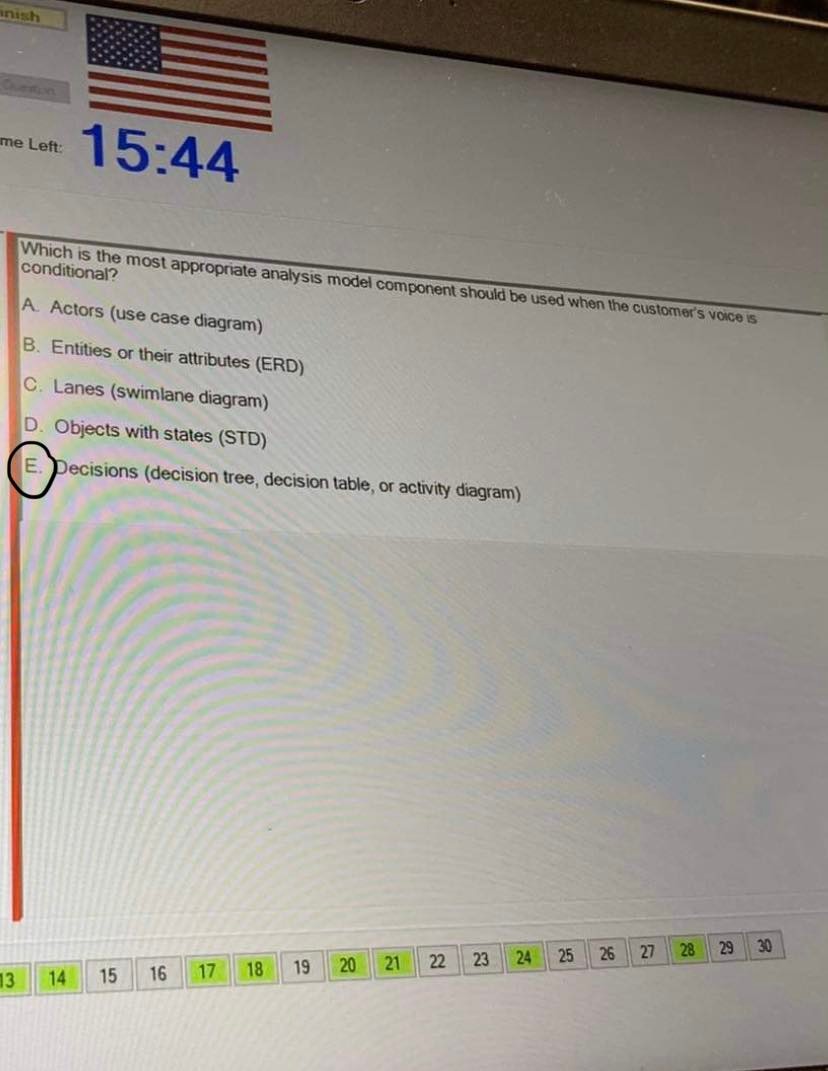 me Left: 15:44
Which is the most appropriate analysis model component should be used when the customer's voice is
conditional?
A. Actors (use case diagram)
B. Entities or their attributes (ERD)
C. Lanes (swimlane diagram)
D. Objects with states (STD)
E. Decisions (decision tree, decision table, or activity diagram)
13 14 15 16 17 18 19 20 21 22 23 24 25 26 27 28 29 30